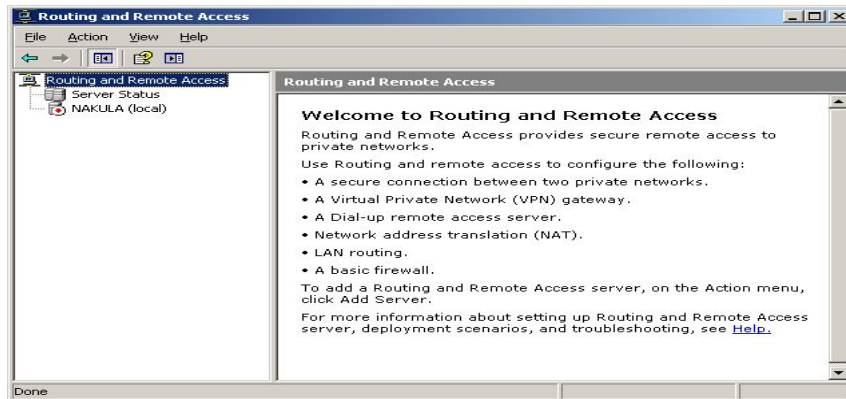 Routing and Remote Access
File Action View Help
Routing and Remote Access
Server Status
NAKULA (local)
Routing and Remote Access
Welcome to Routing and Remote Access
Routing and Remote Access provides secure remote access to
private networks.
Use Routing and remote access to configure the following:
• A secure connection between two private networks.
• A Virtual Private Network (VPN) gateway.
• A Dial-up remote access server.
• Network address translation (NAT).
• LAN routing.
• A basic firewall.
To add a Routing and Remote Access server, on the Action menu,
click Add Server.
For more information about setting up Routing and Remote Access
server, deployment scenarios, and troubleshooting, see Help.
Done